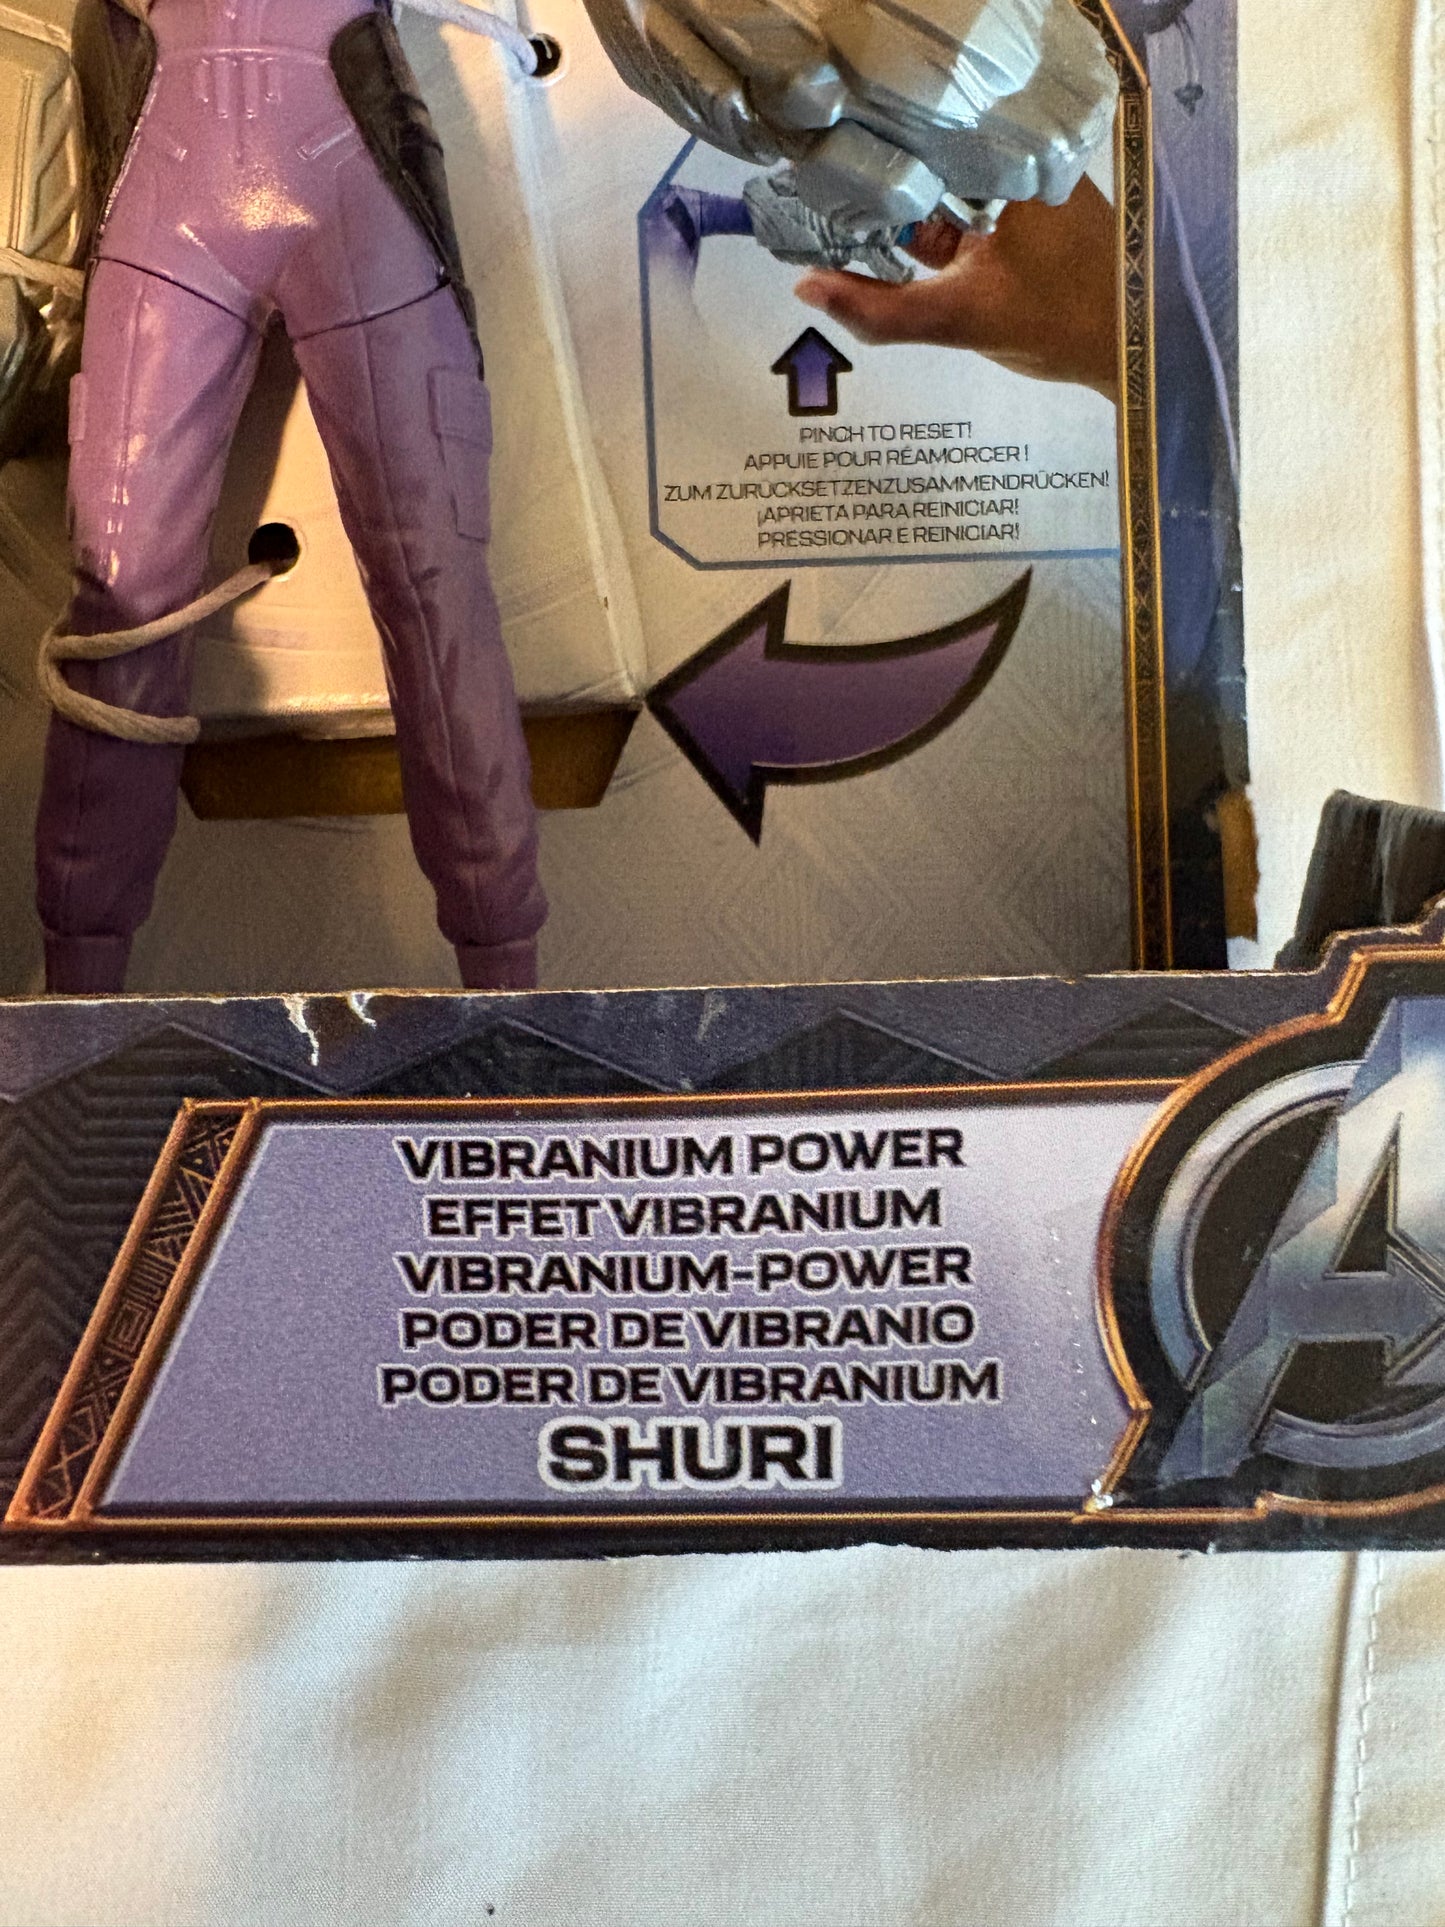 PINCH TO RESET!
APPUIE POUR RÉAMORCER !
ZUM ZURÜCKSETZENZUSAMMENDRÜCKEN!
¡APRIETA PARA REINICIAR!
PRESSIONAR E REINICIAR!
VIBRANIUM POWER
EFFET VIBRANIUM
VIBRANIUM-POWER
PODER DE VIBRANIO
PODER DE VIBRANIUM
SHURI